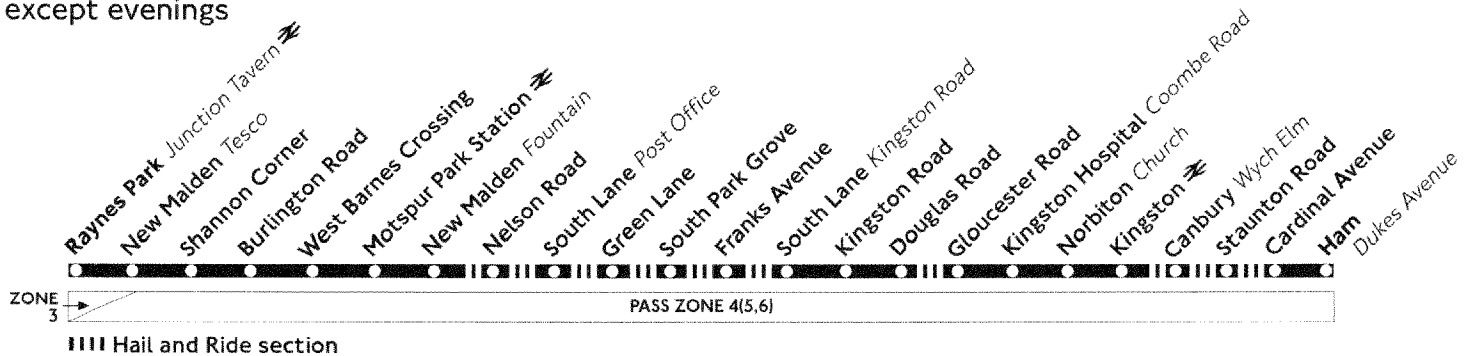 except evenings
Raynes Park Junction Tavern
New Malden Tesco
Shannon Corner
Burlington Road
West Barnes Crossing
Motspur Park Station
New Malden Fountain
Nelson Road
South Lane Post Office
Green Lane
South Park Grove
Franks Avenue
South Lane Kingston Road
Kingston Road
Douglas Road
Gloucester Road
Kingston Hospital Coombe Road
Norbiton Church
Kingston
Canbury Wych Elm
Staunton Road
Cardinal Avenue
Ham
Dukes Avenue
ZONE
3
PASS ZONE 4(5,6)
Hail and Ride section